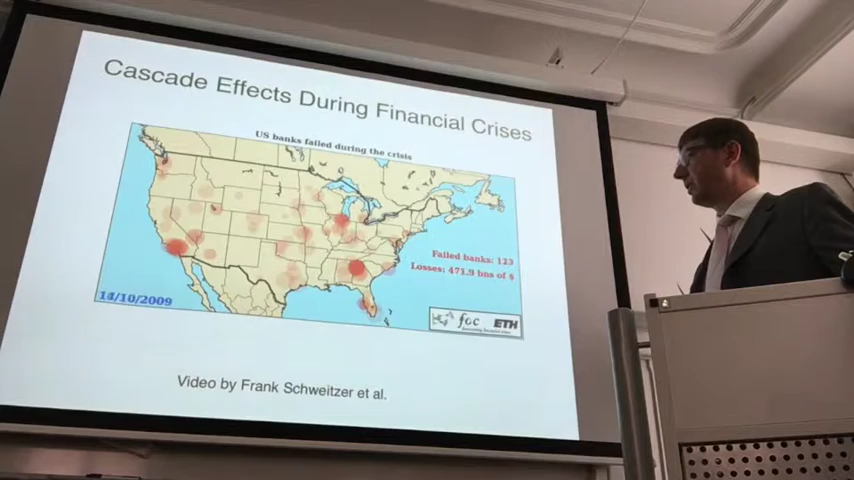 Cascade Effects During Financial Crises
US banks failed during the crisis
Failed banks: 123
Losses: 471.9 bns of $
14/10/2009
foc
ETH
Video by Frank Schweitzer et al.